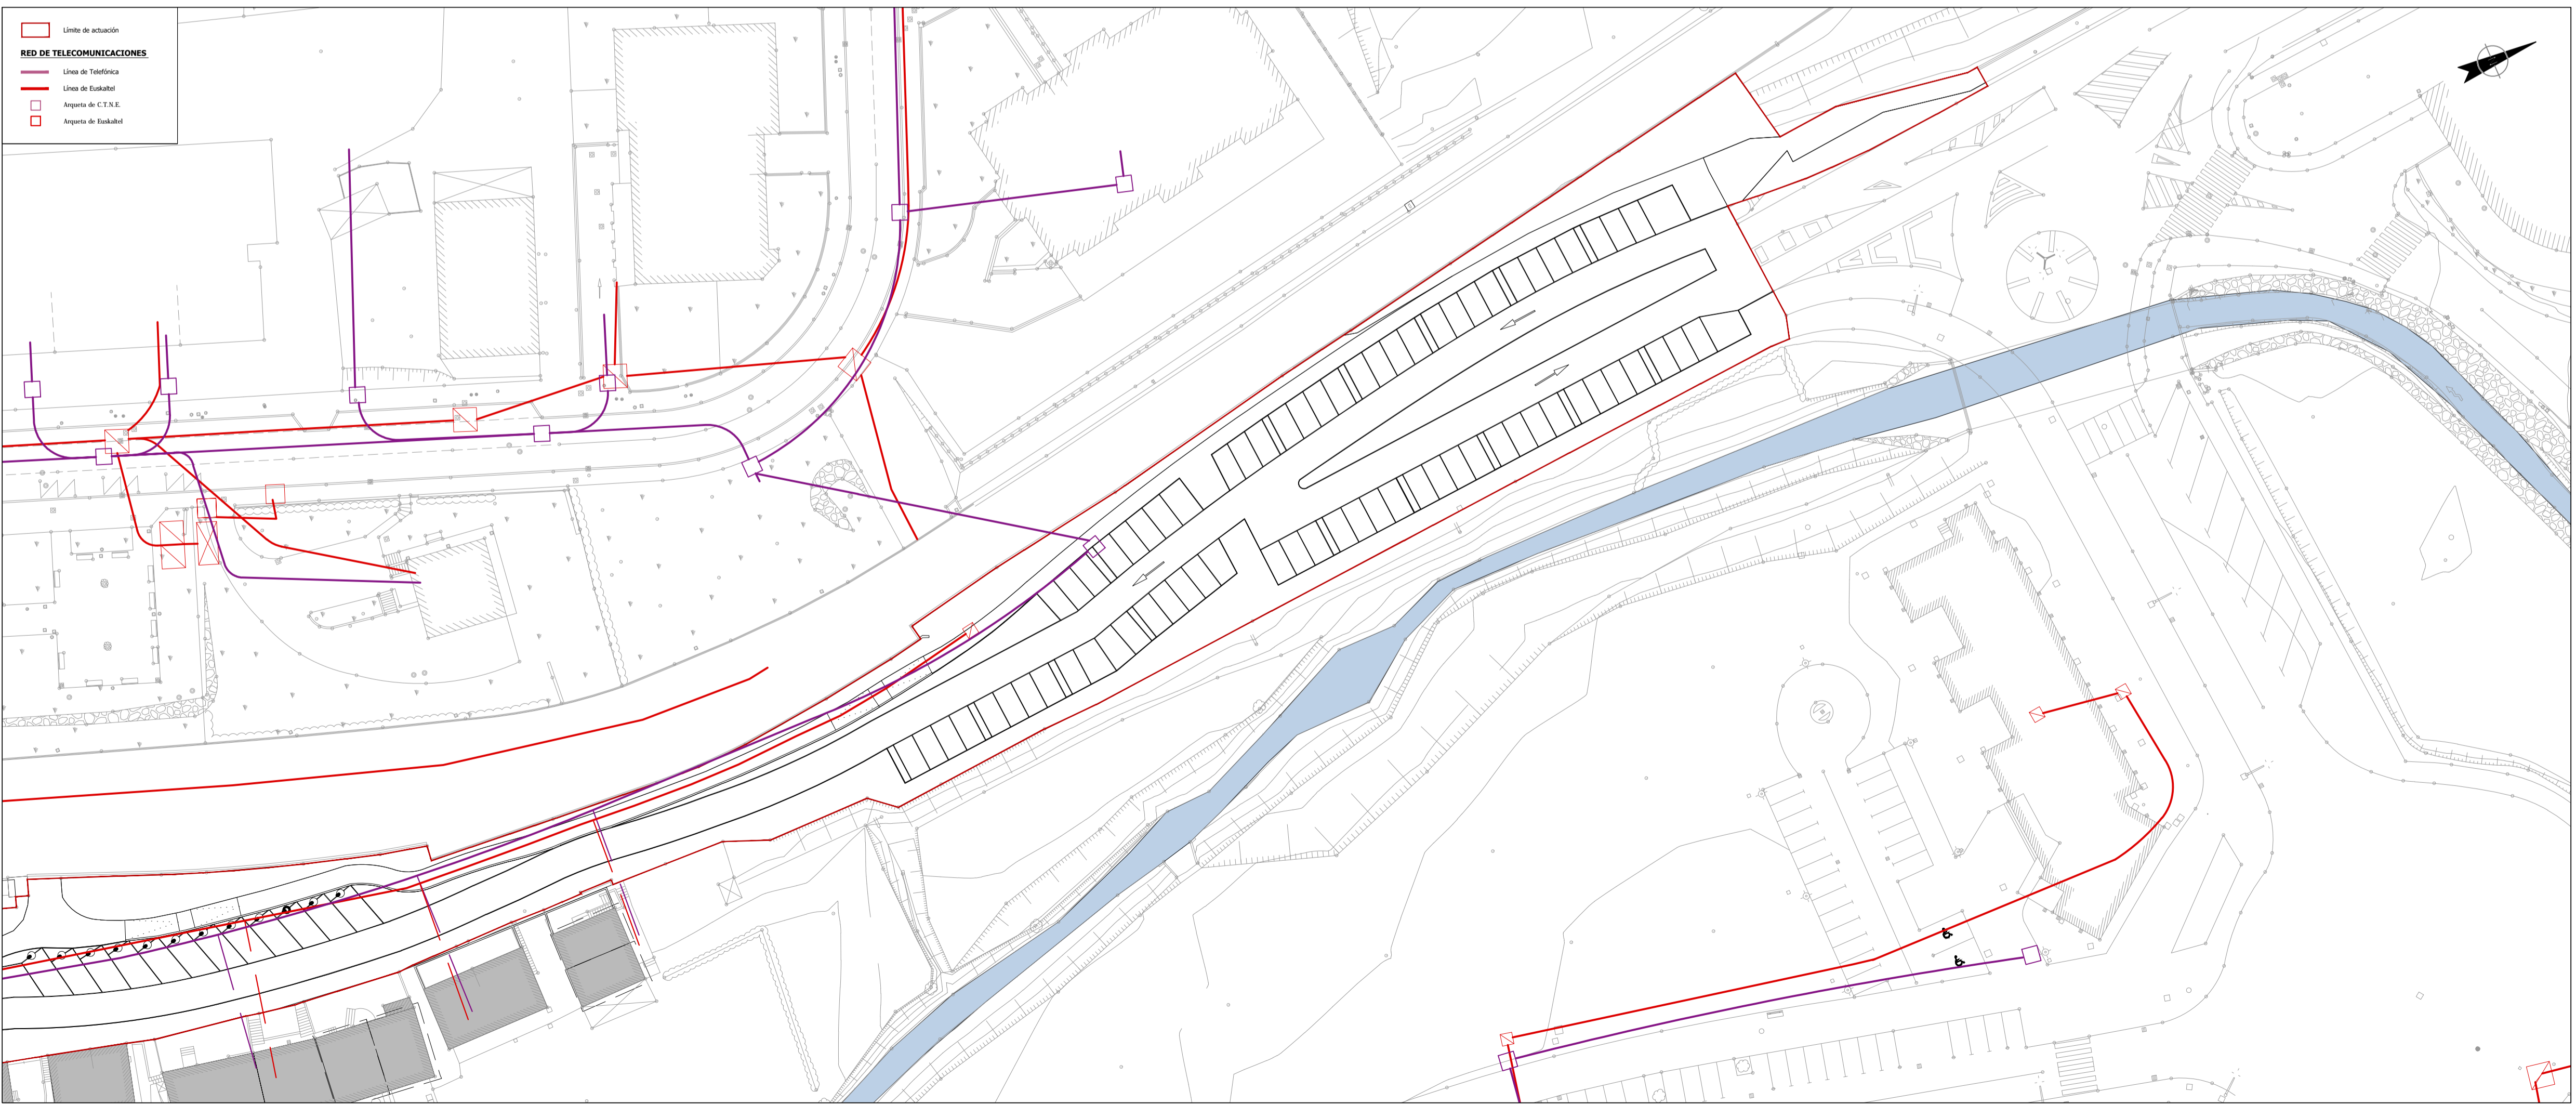 Límite de actuación
RED DE TELECOMUNICACIONES
Línea de Telefónica
Línea de Euskaltel
Arqueta de C.T.N.E.
Arqueta de Euskaltel